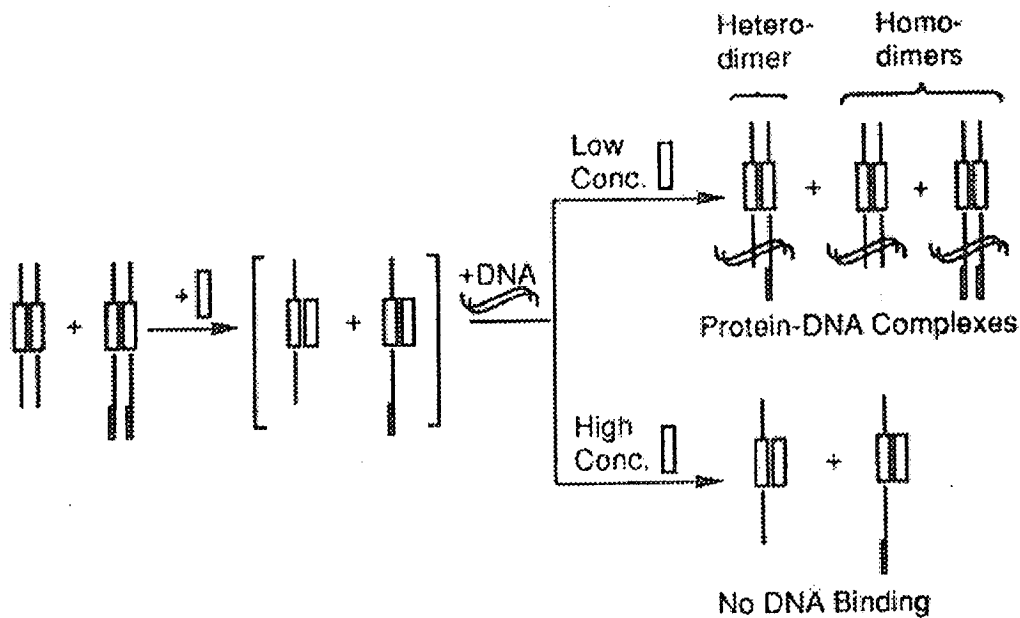 Hetero-
dimer
Homo-
dimers
Low
Conc.
+ + +
+DNA
+ + +
Protein-DNA Complexes
High
Conc.
+
No DNA Binding